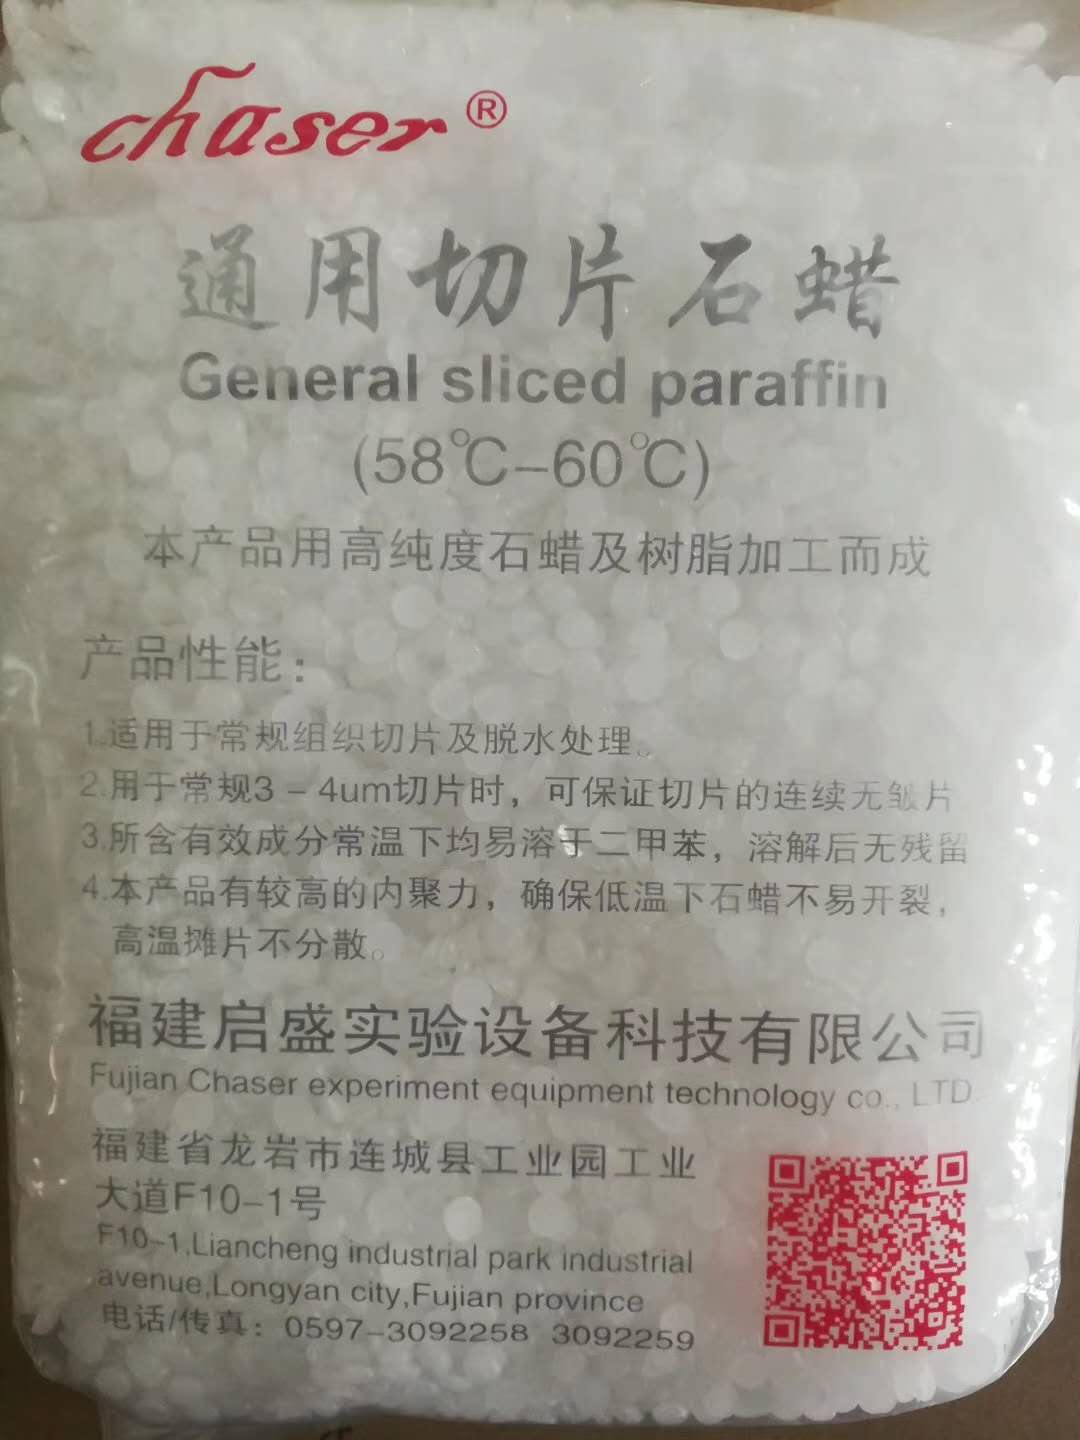 chaser®
通用切片石蜡
General sliced paraffin
(58℃-60℃)
本产品用高纯度石蜡及树脂加工而成
产品性能：
1.适用于常规组织切片及脱水处理。
2.用于常规3-4um切片时，可保证切片的连续无皱片
3.所含有效成分常温下均易溶于二甲苯，溶解后无残留
4.本产品有较高的内聚力，确保低温下石蜡不易开裂，
高温摊片不分散。
福建启盛实验设备科技有限公司
Fujian Chaser experiment equipment technology co., LTD.
福建省龙岩市连城县工业园工业
大道F10-1号
F10-1,Liancheng industrial park industrial
avenue,Longyan city,Fujian province
电话/传真：0597-3092258 3092259